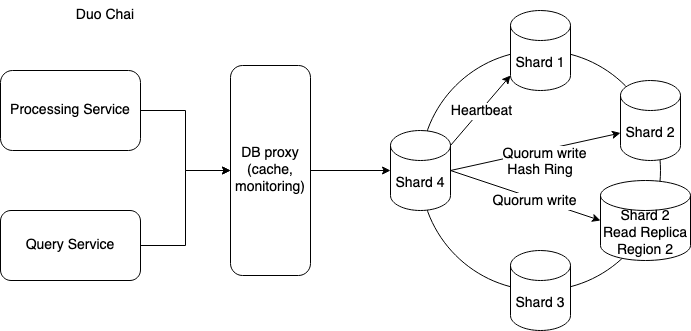 Duo Chai
Processing Service
Query Service
DB proxy
(cache,
monitoring)
Shard 4
Heartbeat
Shard 1
Quorum write
Hash Ring
Quorum write
Shard 2
Shard 2
Read Replica
Region 2
Shard 3